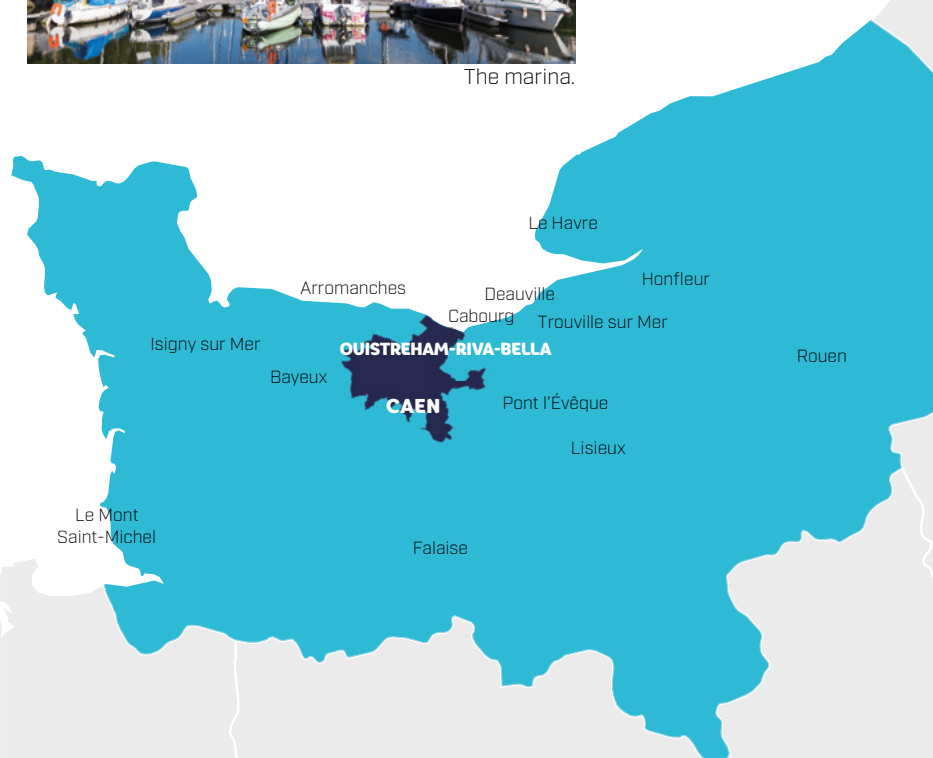 The marina.
Le Havre
Honfleur
Arromanches
Deauville
Cabourg
Trouville sur Mer
Isigny sur Mer
OUISTREHAM-RIVA-BELLA
Rouen
Bayeux
CAEN
Pont l'Évêque
Lisieux
Le Mont
Saint-Michel
Falaise